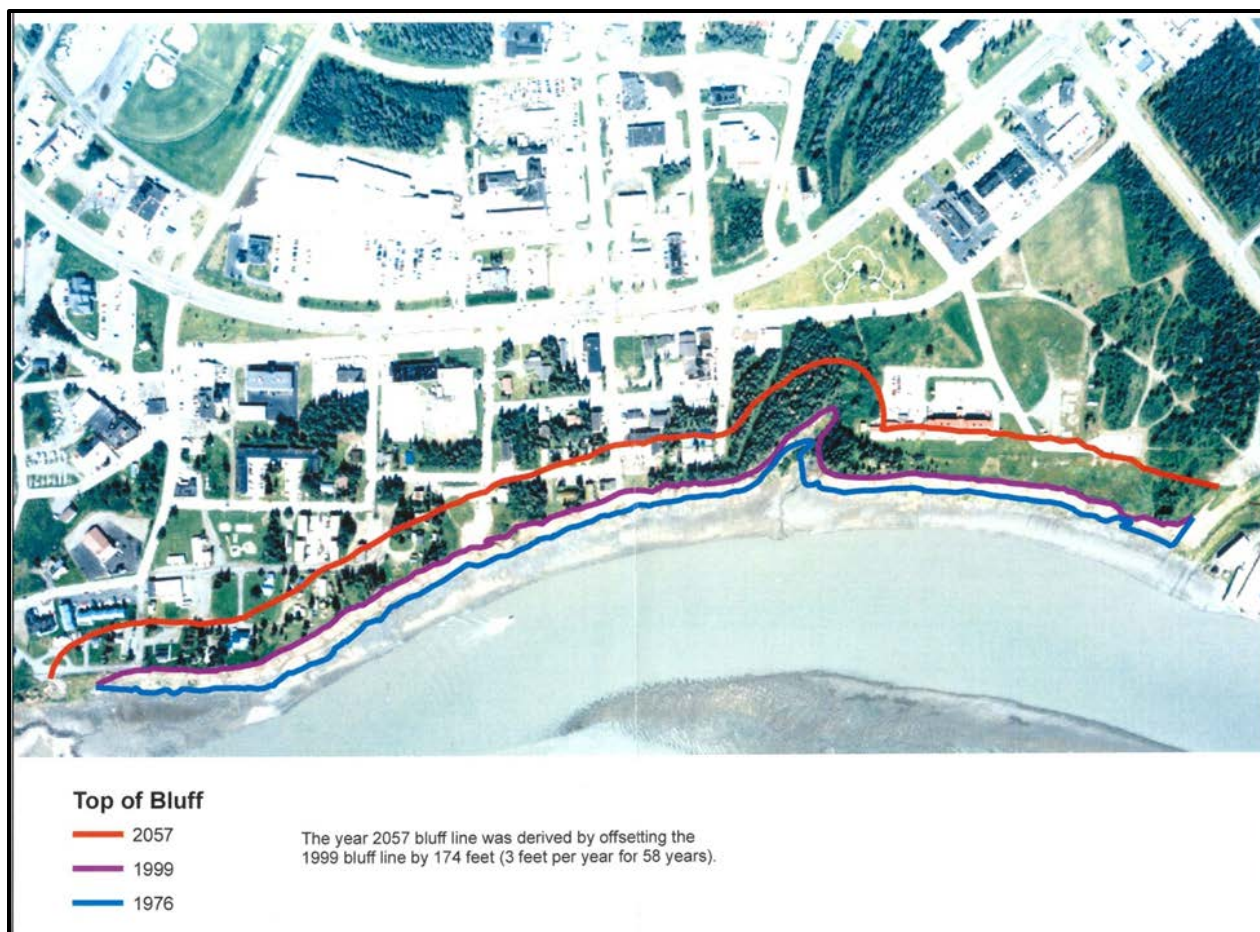 Top of Bluff
2057
1999
1976
The year 2057 bluff line was derived by offsetting the
1999 bluff line by 174 feet (3 feet per year for 58 years).